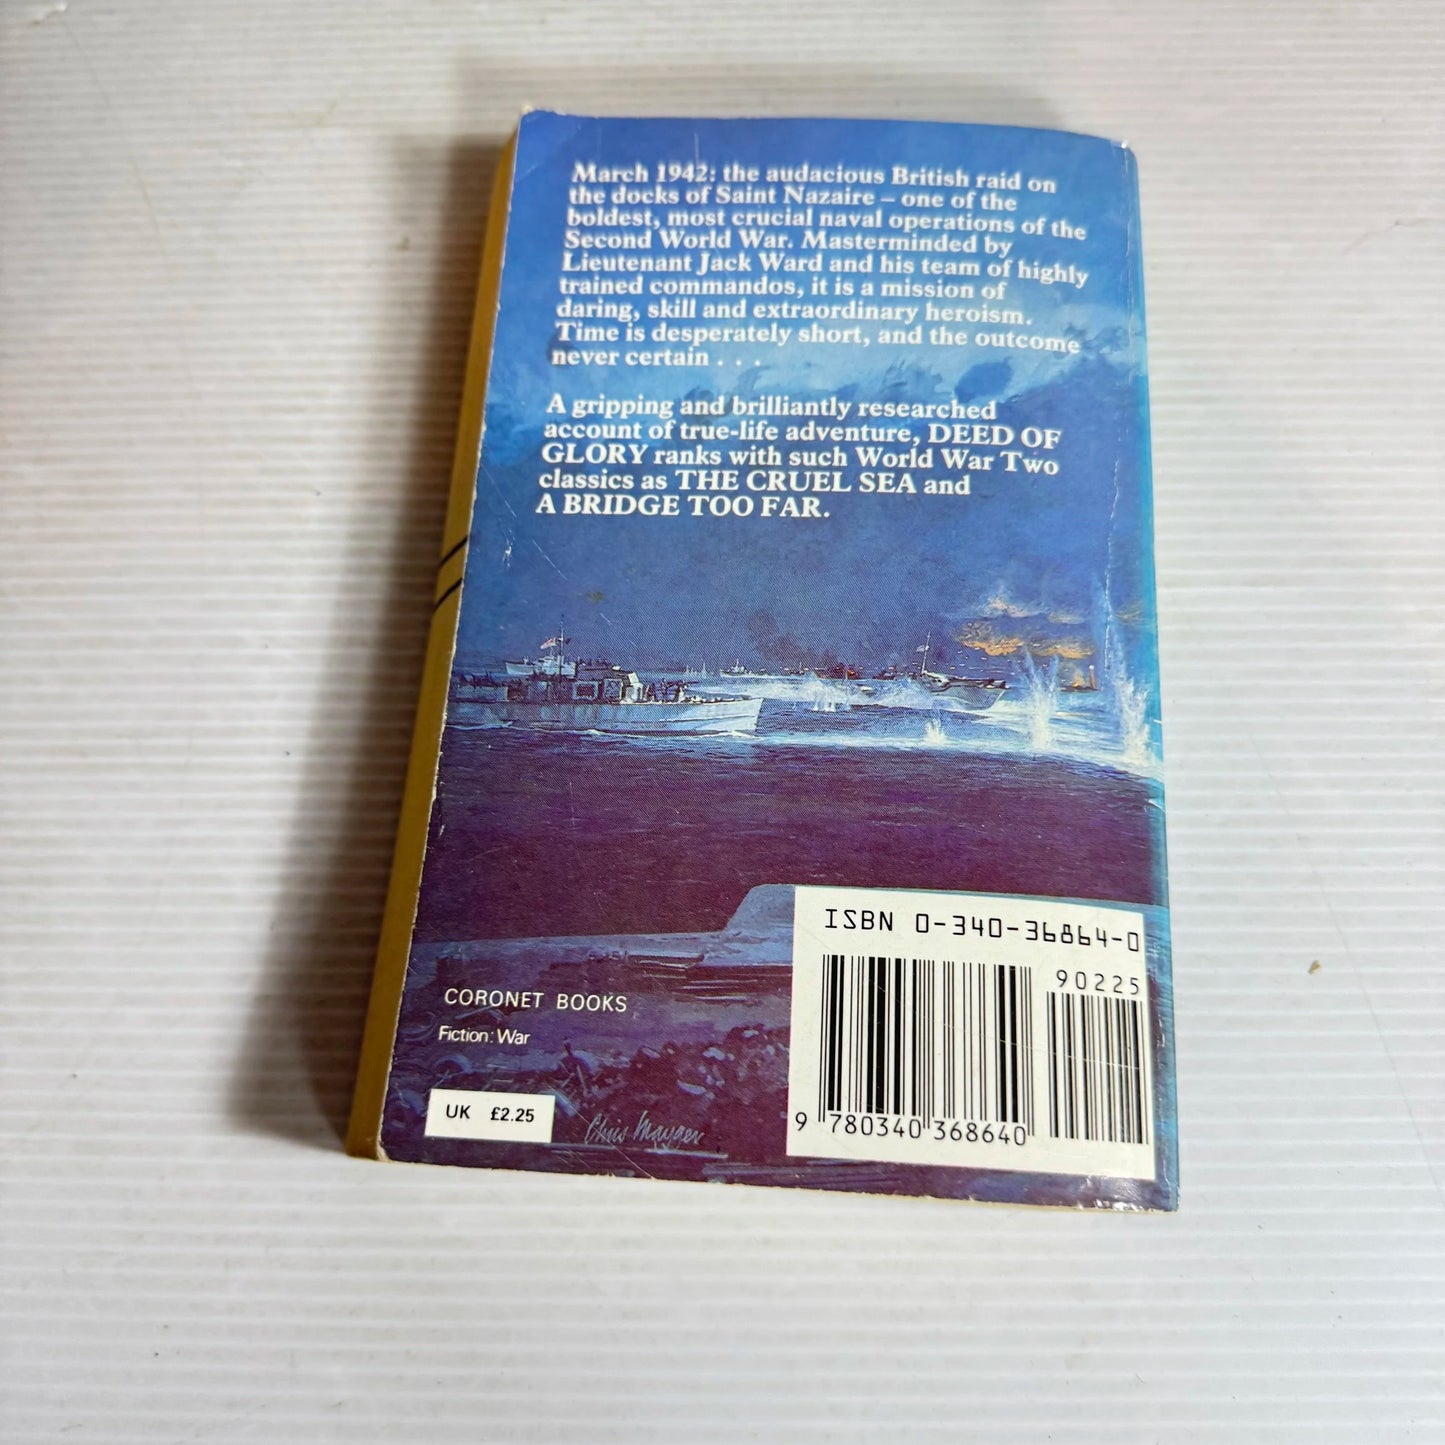 March 1942: the audacious British raid on
the docks of Saint Nazaire – one of the
boldest, most crucial naval operations of the
Second World War. Masterminded by
Lieutenant Jack Ward and his team of highly
trained commandos, it is a mission of
daring, skill and extraordinary heroism.
Time is desperately short, and the outcome
never certain . . .
A gripping and brilliantly researched
account of true-life adventure, DEED OF
GLORY ranks with such World War Two
classics as THE CRUEL SEA and
A BRIDGE TOO FAR.
ISBN 0-340-36864-0
90225
9 780340 368640
CORONET BOOKS
Fiction: War
UK £2.25
Chris Mayger